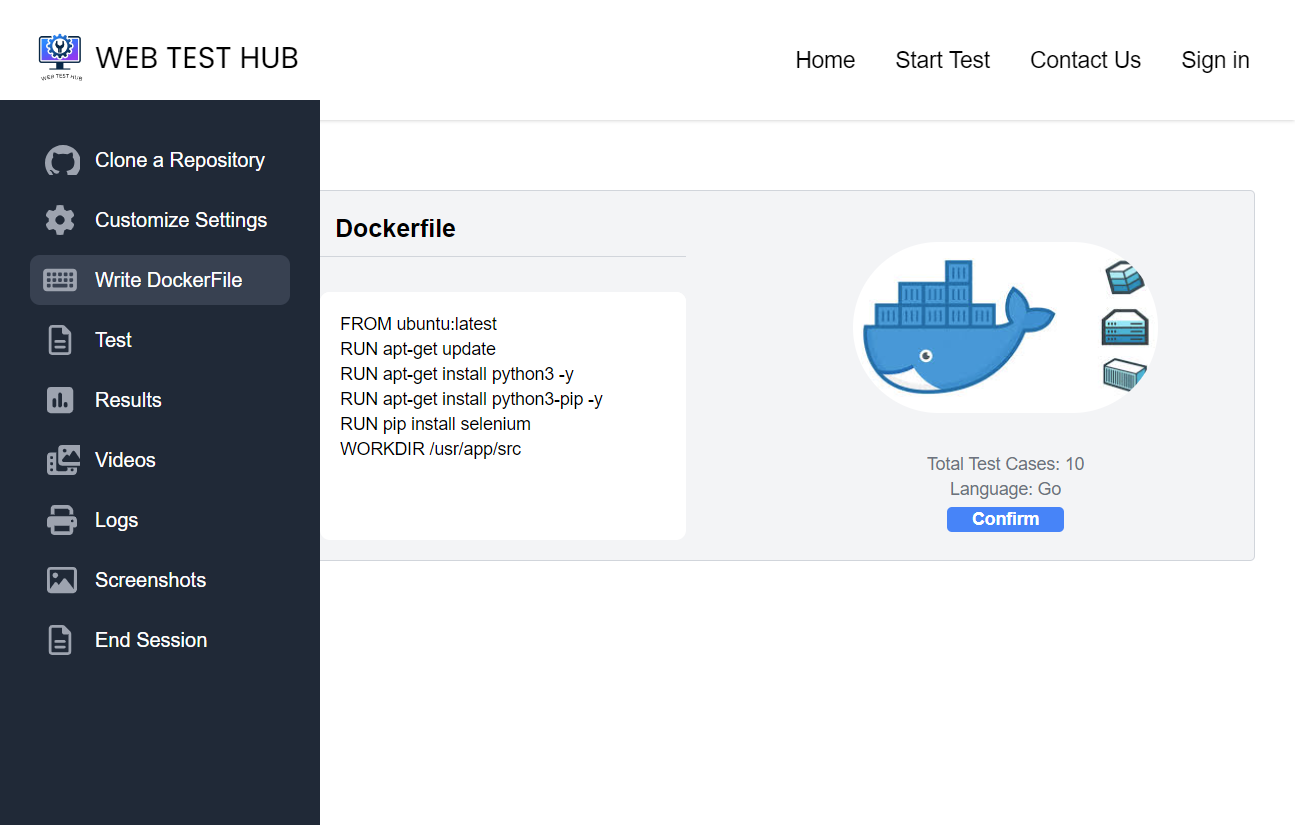 WEB TEST HUB
WEB TEST HUB
Home
Start Test
Contact Us
Sign in
Clone a Repository
Customize Settings
Write DockerFile
Test
Results
Videos
Logs
Screenshots
End Session
Dockerfile
FROM ubuntu:latest
RUN apt-get update
RUN apt-get install python3 -y
RUN apt-get install python3-pip -y
RUN pip install selenium
WORKDIR /usr/app/src
Total Test Cases: 10
Language: Go
Confirm